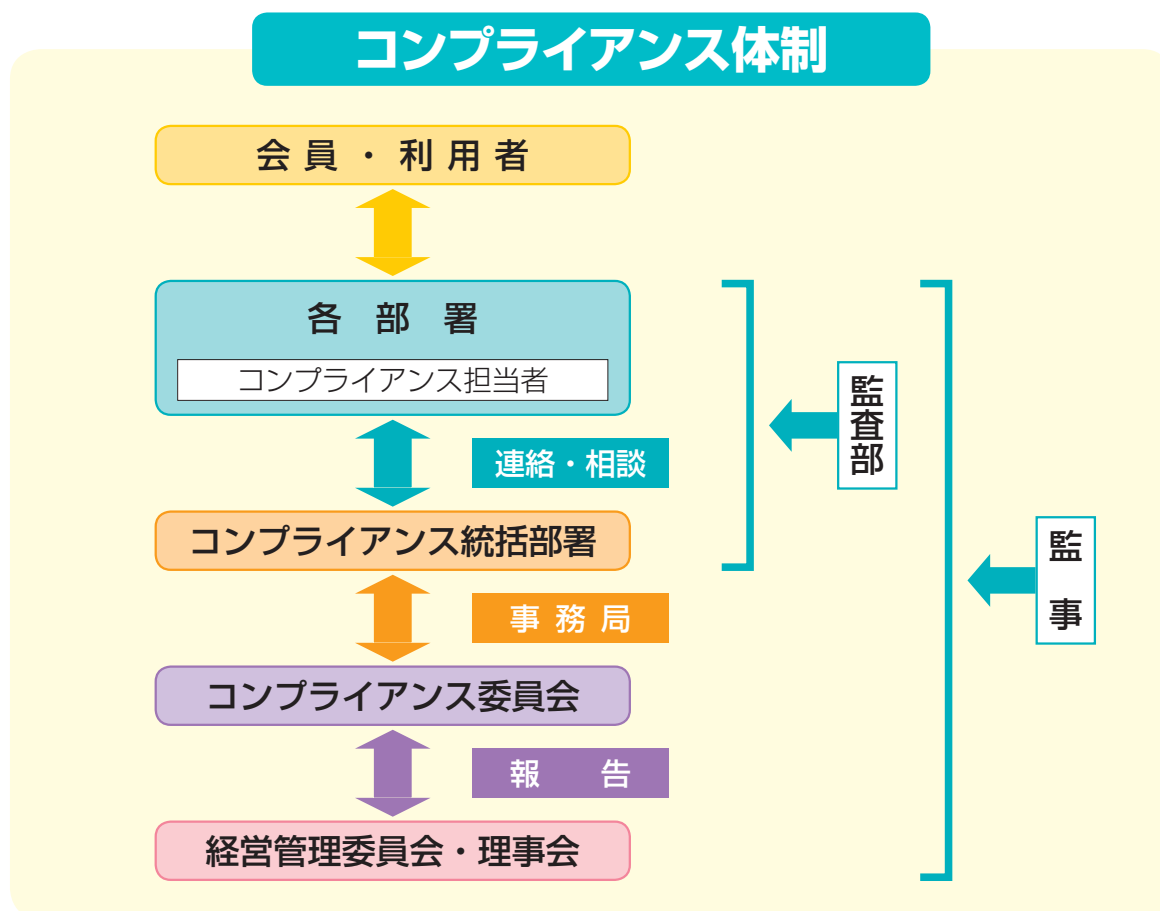 コンプライアンス体制
会員・利用者
各部署
コンプライアンス担当者
連絡・相談
コンプライアンス統括部署
事務局
コンプライアンス委員会
報告
経営管理委員会・理事会
監査部
監事